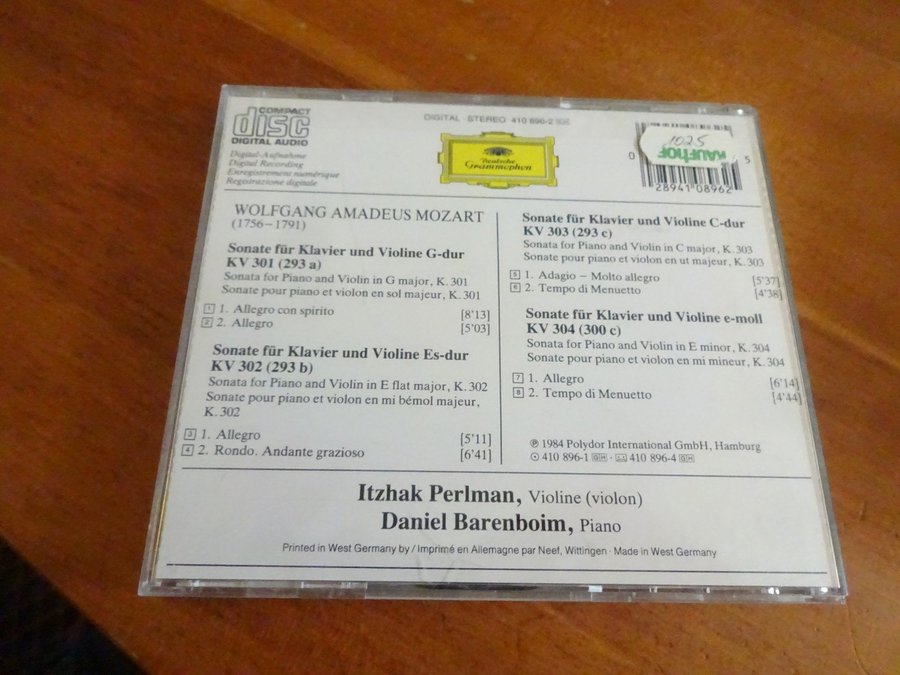 COMPACT
disc
DIGITAL AUDIO
DIGITAL · STEREO 410 896-2
Digital-Aufnahme
Digital Recording
Enregistrement numérique
Registrazione digitale
Deutsche
Grammophon
1025
KAUFHOF
0
5
28941 08962
WOLFGANG AMADEUS MOZART
(1756–1791)
Sonate für Klavier und Violine G-dur
KV 301 (293 a)
Sonata for Piano and Violin in G major, K. 301
Sonate pour piano et violon en sol majeur, K. 301
1 1. Allegro con spirito [8'13]
2 2. Allegro [5'03]
Sonate für Klavier und Violine Es-dur
KV 302 (293 b)
Sonata for Piano and Violin in E flat major, K. 302
Sonate pour piano et violon en mi bémol majeur,
K. 302
3 1. Allegro [5'11]
4 2. Rondo. Andante grazioso [6'41]
Sonate für Klavier und Violine C-dur
KV 303 (293 c)
Sonata for Piano and Violin in C major, K. 303
Sonate pour piano et violon en ut majeur, K. 303
5 1. Adagio – Molto allegro [5'37]
6 2. Tempo di Menuetto [4'38]
Sonate für Klavier und Violine e-moll
KV 304 (300 c)
Sonata for Piano and Violin in E minor, K. 304
Sonate pour piano et violon en mi mineur, K. 304
7 1. Allegro [6'14]
8 2. Tempo di Menuetto [4'44]
℗ 1984 Polydor International GmbH, Hamburg
410 896-1 GH · 410 896-4 GH
Itzhak Perlman, Violine (violon)
Daniel Barenboim, Piano
Printed in West Germany by / Imprimé en Allemagne par Neef, Wittingen · Made in West Germany